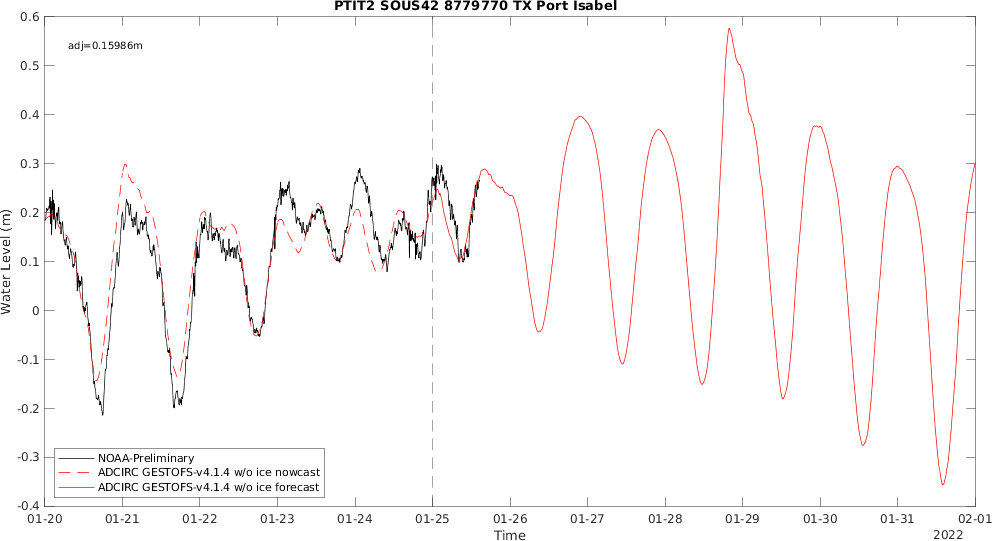 PTIT2 SOUS42 8779770 TX Port Isabel
adj=0.15986m
Water Level (m)
0.6
0.5
0.4
0.3
0.2
0.1
0
-0.1
-0.2
-0.3
-0.4
NOAA-Preliminary
ADCIRC GESTOFS-v4.1.4 w/o ice nowcast
ADCIRC GESTOFS-v4.1.4 w/o ice forecast
01-20 01-21 01-22 01-23 01-24 01-25 01-26 01-27 01-28 01-29 01-30 01-31 02-01
Time
2022